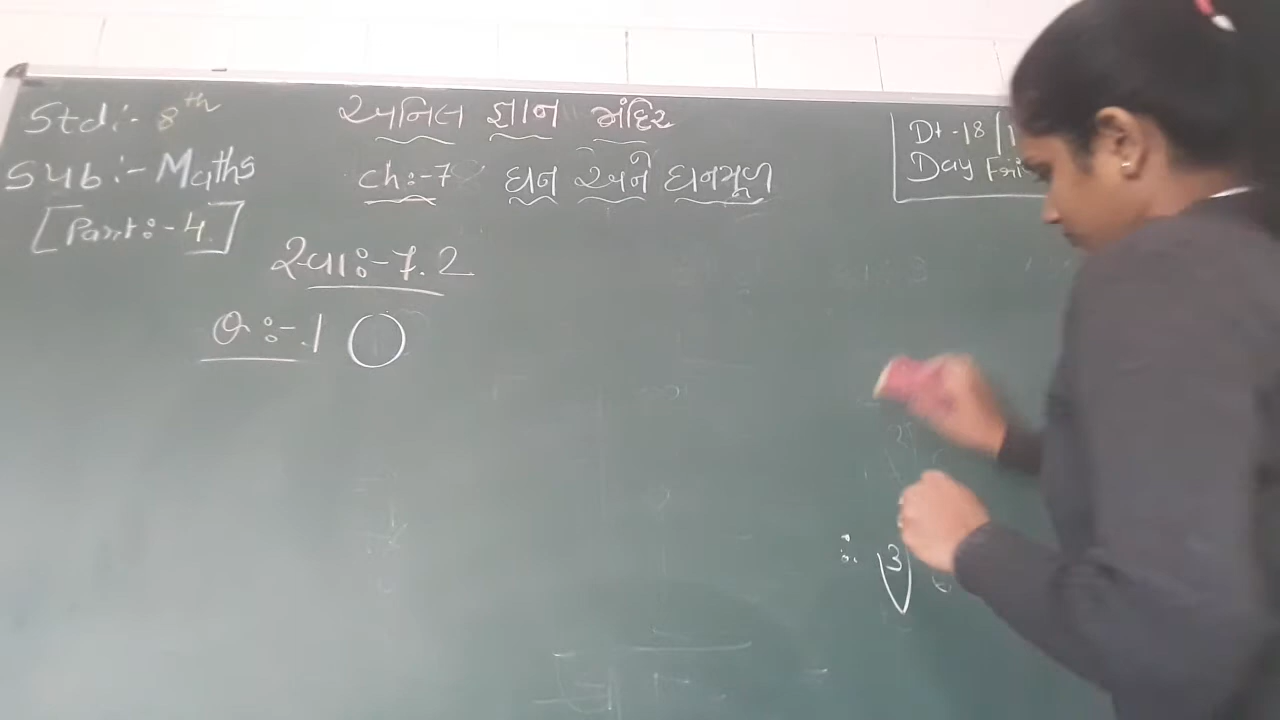 Std:- 8th
અનિલ જ્ઞાન મંદિર
Dt -18/1
Sub:- Maths
ch:-7 ઘન અને ઘનમૂળ
Day Fri
[Part:- 4.]
સ્વા:-7.2
Q:-.1
∴ ∛